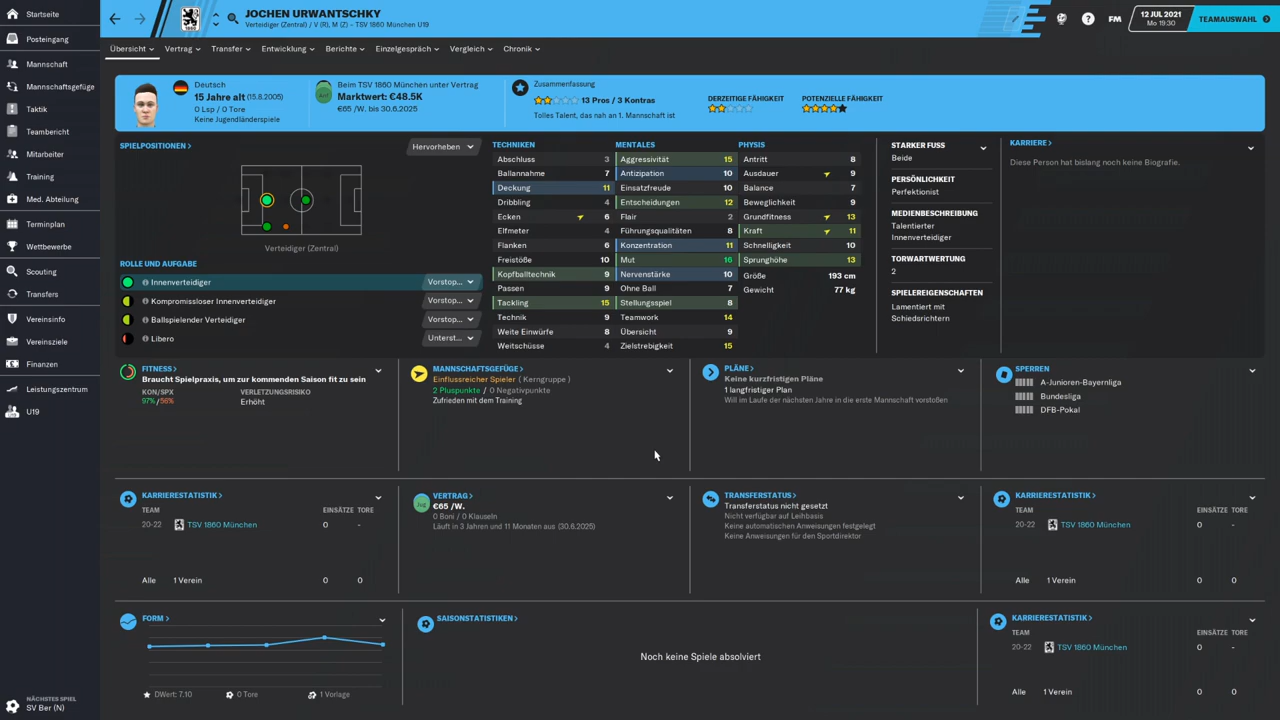 Startseite
Posteingang
Mannschaft
Mannschaftsgefüge
Taktik
Teambericht
Mitarbeiter
Training
Med. Abteilung
Terminplan
Wettbewerbe
Scouting
Transfers
Vereinsinfo
Vereinsziele
Finanzen
Leistungszentrum
U19
NÄCHSTES SPIEL
SV Ber (N)
JOCHEN URWANTSCHKY
Verteidiger (Zentral) / V (R), M (Z) - TSV 1860 München U19
FM
12 JUL 2021
Mo 19:30
TEAMAUSWAHL
Übersicht
Vertrag
Transfer
Entwicklung
Berichte
Einzelgespräch
Vergleich
Chronik
Deutsch
15 Jahre alt (15.8.2005)
0 Lsp / 0 Tore
Keine Jugendländerspiele
Beim TSV 1860 München unter Vertrag
Marktwert: €48.5K
€65 /W. bis 30.6.2025
Zusammenfassung
13 Pros / 3 Kontras
Tolles Talent, das nah an 1. Mannschaft ist
DERZEITIGE FÄHIGKEIT
POTENZIELLE FÄHIGKEIT
SPIELPOSITIONEN
Hervorheben
Verteidiger (Zentral)
ROLLE UND AUFGABE
Innenverteidiger Vorstop...
Kompromissloser Innenverteidiger Vorstop...
Ballspielender Verteidiger Vorstop...
Libero Unterst...
TECHNIKEN
Abschluss 3
Ballannahme 7
Deckung 11
Dribbling 4
Ecken 6
Elfmeter 4
Flanken 6
Freistöße 10
Kopfballtechnik 9
Passen 9
Tackling 15
Technik 9
Weite Einwürfe 8
Weitschüsse 4
MENTALES
Aggressivität 15
Antizipation 10
Einsatzfreude 10
Entscheidungen 12
Flair 2
Führungsqualitäten 8
Konzentration 11
Mut 16
Nervenstärke 10
Ohne Ball 7
Stellungsspiel 8
Teamwork 14
Übersicht 9
Zielstrebigkeit 15
PHYSIS
Antritt 8
Ausdauer 9
Balance 7
Beweglichkeit 9
Grundfitness 13
Kraft 11
Schnelligkeit 10
Sprunghöhe 13
Größe 193 cm
Gewicht 77 kg
STARKER FUSS
Beide
PERSÖNLICHKEIT
Perfektionist
MEDIENBESCHREIBUNG
Talentierter
Innenverteidiger
TORWARTWERTUNG
2
SPIELEREIGENSCHAFTEN
Lamentiert mit
Schiedsrichtern
KARRIERE
Diese Person hat bislang noch keine Biografie.
FITNESS
Braucht Spielpraxis, um zur kommenden Saison fit zu sein
KON/SPX VERLETZUNGSRISIKO
97% / 56% Erhöht
MANNSCHAFTSGEFÜGE
Einflussreicher Spieler ( Kerngruppe )
2 Pluspunkte / 0 Negativpunkte
Zufrieden mit dem Training
PLÄNE
Keine kurzfristigen Pläne
1 langfristiger Plan
Will im Laufe der nächsten Jahre in die erste Mannschaft vorstoßen
SPERREN
A-Junioren-Bayernliga
Bundesliga
DFB-Pokal
KARRIERESTATISTIK
TEAM EINSÄTZE TORE
20-22 TSV 1860 München 0 -
Alle 1 Verein 0 0
VERTRAG
€65 /W.
0 Boni / 0 Klauseln
Läuft in 3 Jahren und 11 Monaten aus (30.6.2025)
TRANSFERSTATUS
Transferstatus nicht gesetzt
Nicht verfügbar auf Leihbasis
Keine automatischen Anweisungen festgelegt
Keine Anweisungen für den Sportdirektor
KARRIERESTATISTIK
TEAM EINSÄTZE TORE
20-22 TSV 1860 München 0 -
Alle 1 Verein 0 0
FORM
DWert: 7.10 0 Tore 1 Vorlage
SAISONSTATISTIKEN
Noch keine Spiele absolviert
KARRIERESTATISTIK
TEAM EINSÄTZE TORE
20-22 TSV 1860 München 0 -
Alle 1 Verein 0 0